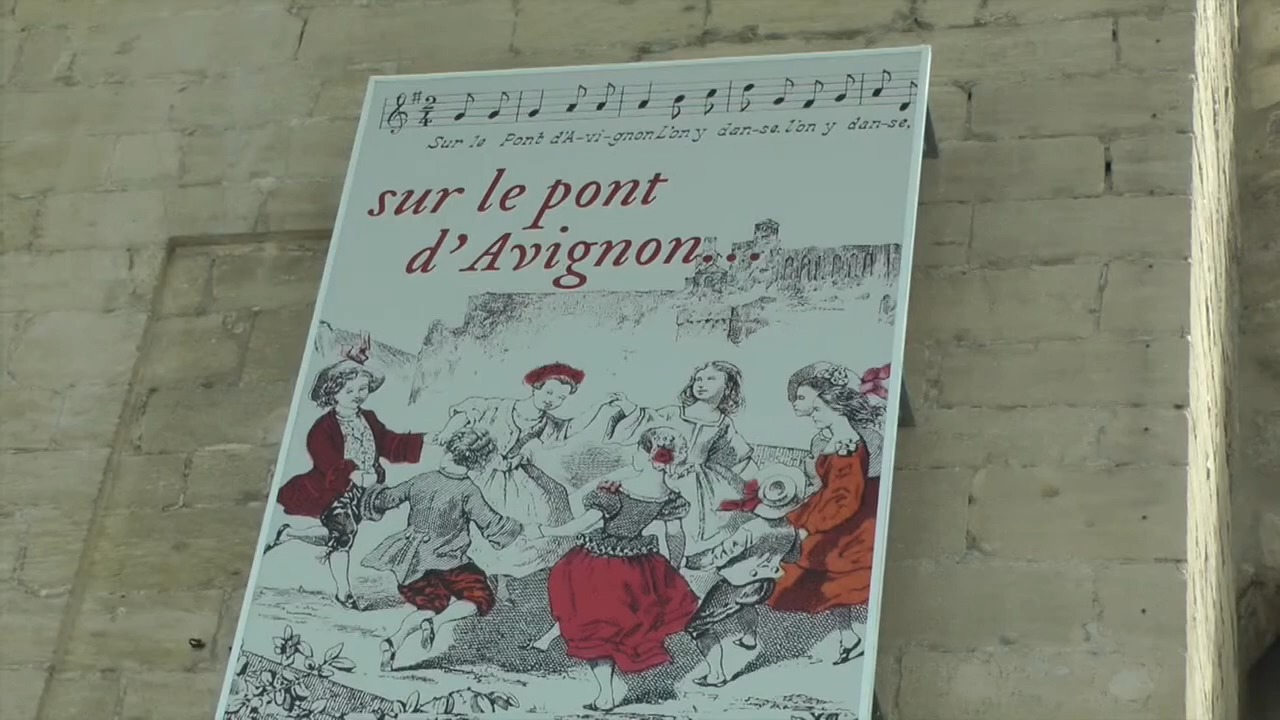 Sur le Pont d'A-vi-gnon L'on y dan-se, l'on y dan-se,
sur le pont
d'Avignon...